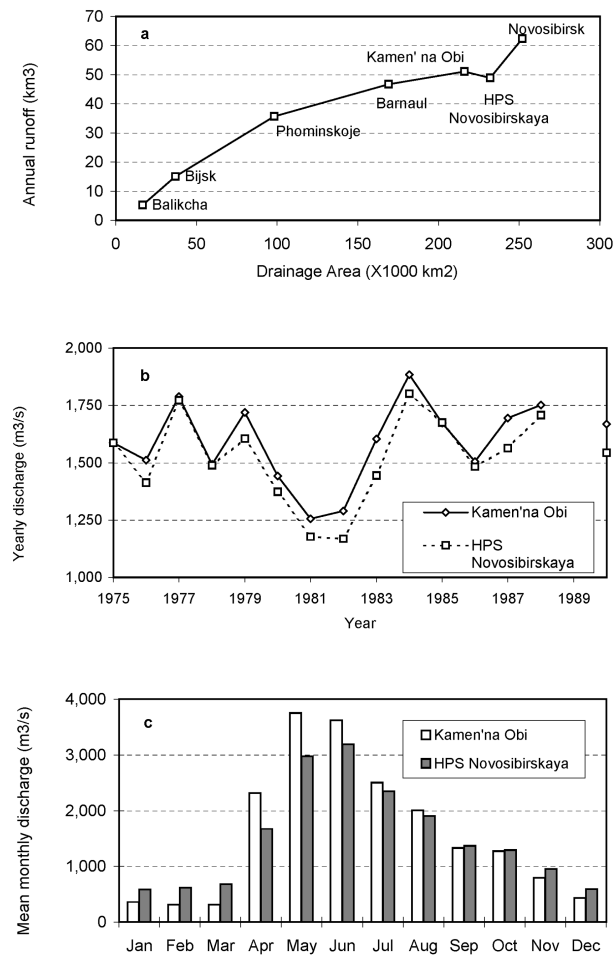 70
60
50
40
30
20
10
0
Annual runoff (km3)
a
Novosibirsk
Kamen' na Obi
Barnaul
HPS
Novosibirskaya
Phominskoje
Bijsk
Balikcha
0 50 100 150 200 250 300
Drainage Area (X1000 km2)
2,000
1,750
1,500
1,250
1,000
Yearly discharge (m3/s)
b
Kamen'na Obi
HPS
Novosibirskaya
1975 1977 1979 1981 1983 1985 1987 1989
Year
4,000
3,000
2,000
1,000
0
Mean monthly discharge (m3/s)
c
Kamen'na Obi
HPS Novosibirskaya
Jan Feb Mar Apr May Jun Jul Aug Sep Oct Nov Dec